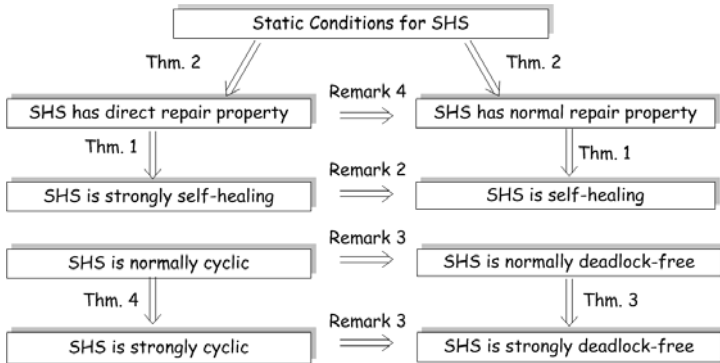 Static Conditions for SHS
Thm. 2
Thm. 2
SHS has direct repair property
Remark 4
SHS has normal repair property
Thm. 1
Thm. 1
SHS is strongly self-healing
Remark 2
SHS is self-healing
SHS is normally cyclic
Remark 3
SHS is normally deadlock-free
Thm. 4
Thm. 3
SHS is strongly cyclic
Remark 3
SHS is strongly deadlock-free